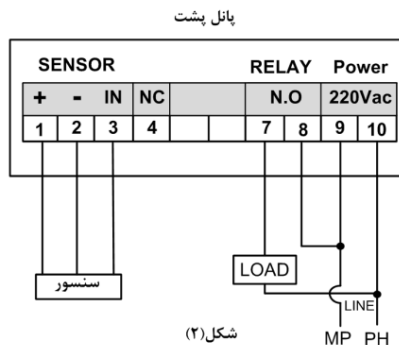 پانل پشت
SENSOR RELAY Power
+ - IN NC N.O 220Vac
1 2 3 4 7 8 9 10
سنسور
LOAD
LINE
شکل(۲)
MP PH